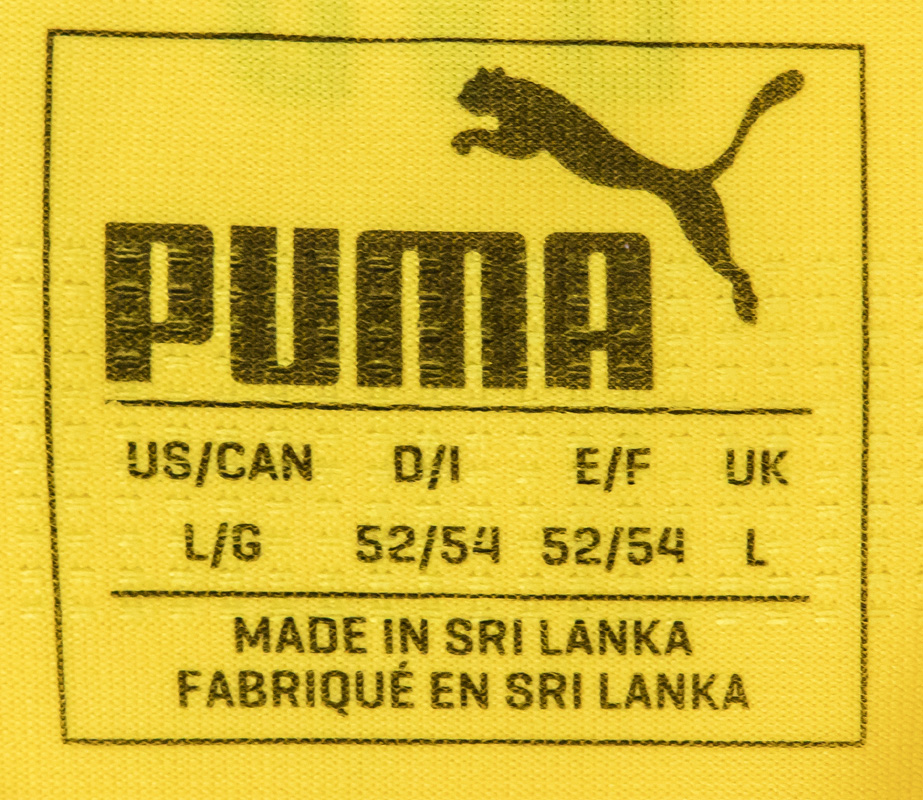 PUMA
US/CAN D/I E/F UK
L/G 52/54 52/54 L
MADE IN SRI LANKA
FABRIQUÉ EN SRI LANKA